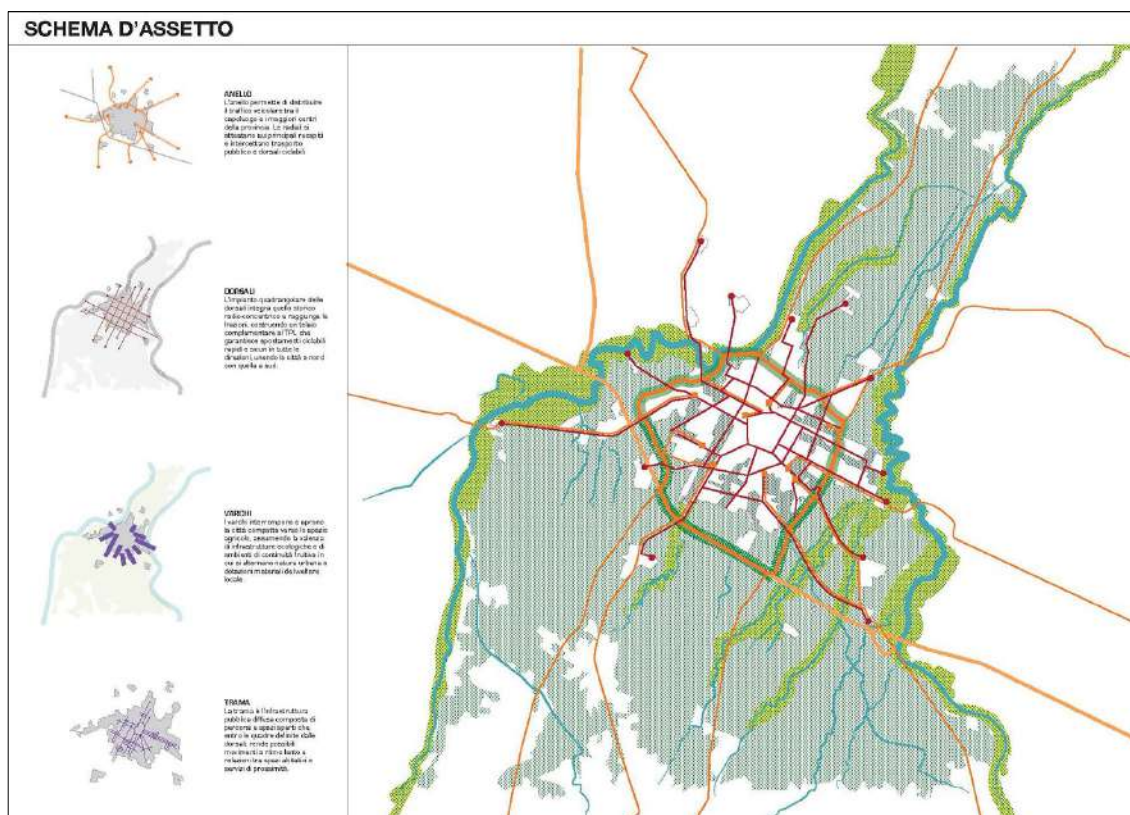 SCHEMA D'ASSETTO
ANELLO
L'anello permette di distribuire
il traffico veicolare tra il
capoluogo e i maggiori centri
della provincia. Le radiali si
attestano sui principali recapiti
e intercettano trasporto
pubblico e dorsali ciclabili
DORSALI
L'impianto quadrangolare delle
dorsali integra quello storico
radio-concentrico e raggiunge le
frazioni, costruendo un telaio
complementare al TPL che
garantisce spostamenti ciclabili
rapidi e sicuri in tutte le
direzioni, unendo la città a nord
con quella a sud.
VARCHI
I varchi interrompono e aprono
la città compatta verso lo spazio
agricolo, assumendo la valenza
di infrastrutture ecologiche e di
ambienti di continuità fruitiva in
cui si alternano natura urbana e
dotazioni materiali del welfare
locale
TRAMA
La trama è l'infrastruttura
pubblica diffusa composta di
percorsi e spazi aperti che,
entro le quadre definite dalle
dorsali, rende possibili
movimenti a ritmo lento e
relazioni tra spazi abitativi e
servizi di prossimità.